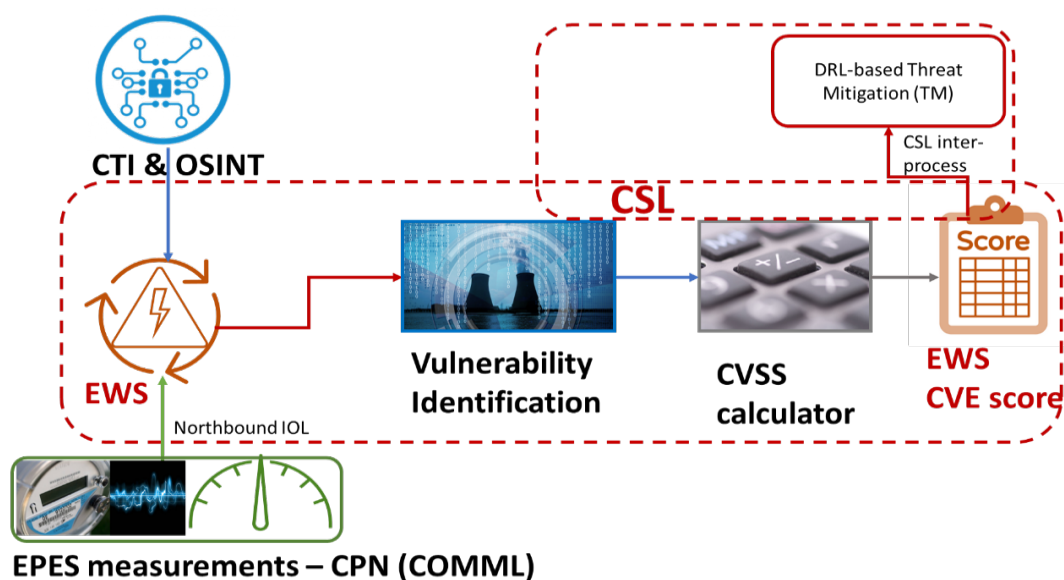 DRL-based Threat
Mitigation (TM)
CSL inter-
process
CTI & OSINT
CSL
Score
EWS
Vulnerability
Identification
CVSS
calculator
EWS
CVE score
Northbound IOL
EPES measurements – CPN (COMML)